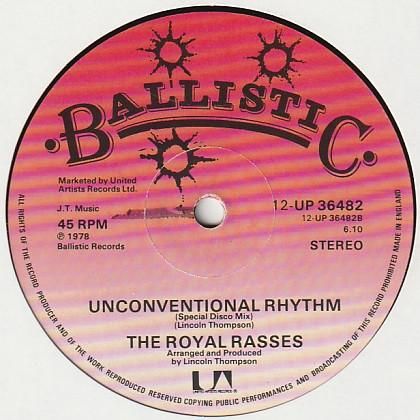 BALLISTIC
Marketed by United
Artists Records Ltd.
J.T. Music
45 RPM
℗ 1978
Ballistic Records
12-UP 36482
12-UP 36482B
6.10
STEREO
UNCONVENTIONAL RHYTHM
(Special Disco Mix)
(Lincoln Thompson)
THE ROYAL RASSES
Arranged and Produced
by Lincoln Thompson
ALL RIGHTS OF THE RECORD PRODUCER AND OF THE OWNER OF THE WORK REPRODUCED RESERVED COPYING PUBLIC PERFORMANCES AND BROADCASTING OF THIS RECORD PROHIBITED MADE IN ENGLAND